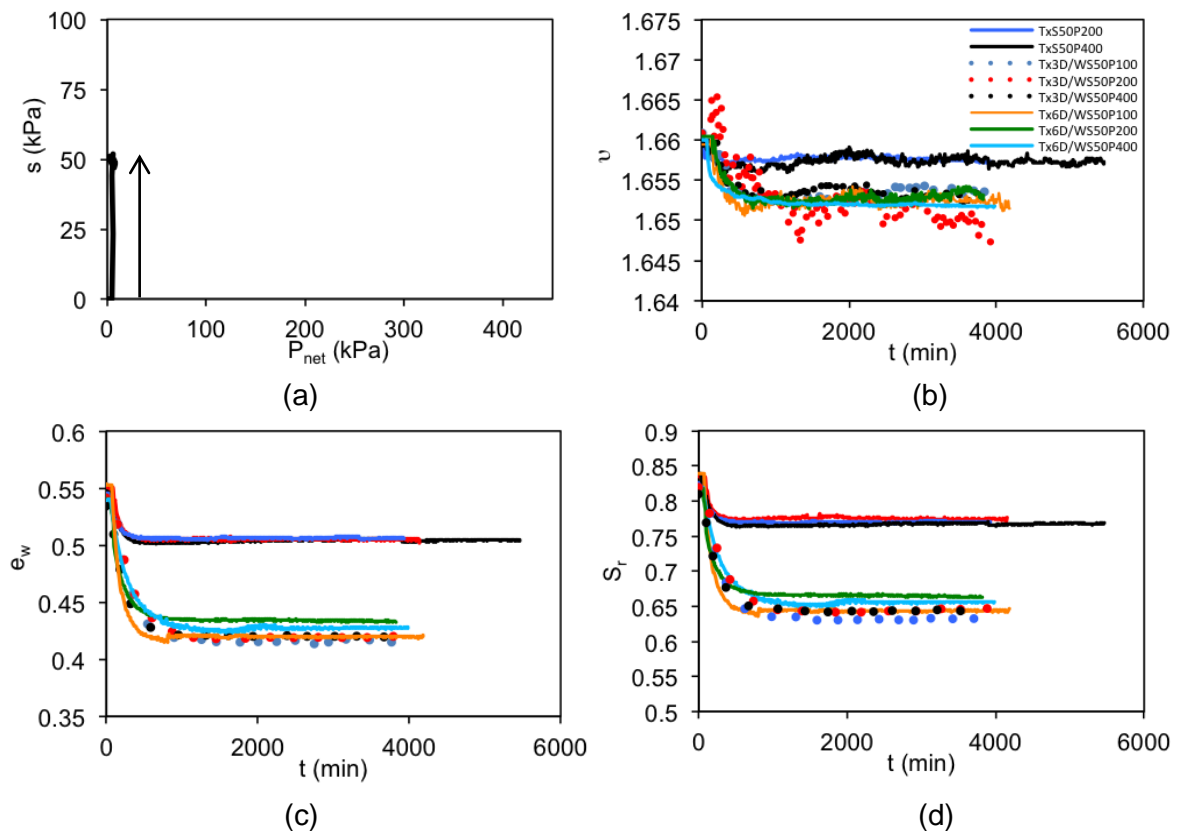 100
75
50
25
0
s (kPa)
0 100 200 300 400
P_net (kPa)
(a)
1.675
1.67
1.665
1.66
1.655
1.65
1.645
1.64
υ
TxS50P200
TxS50P400
Tx3D/WS50P100
Tx3D/WS50P200
Tx3D/WS50P400
Tx6D/WS50P100
Tx6D/WS50P200
Tx6D/WS50P400
0 2000 4000 6000
t (min)
(b)
0.6
0.55
0.5
0.45
0.4
0.35
e_w
0 2000 4000 6000
t (min)
(c)
0.9
0.85
0.8
0.75
0.7
0.65
0.6
0.55
0.5
S_r
0 2000 4000 6000
t (min)
(d)